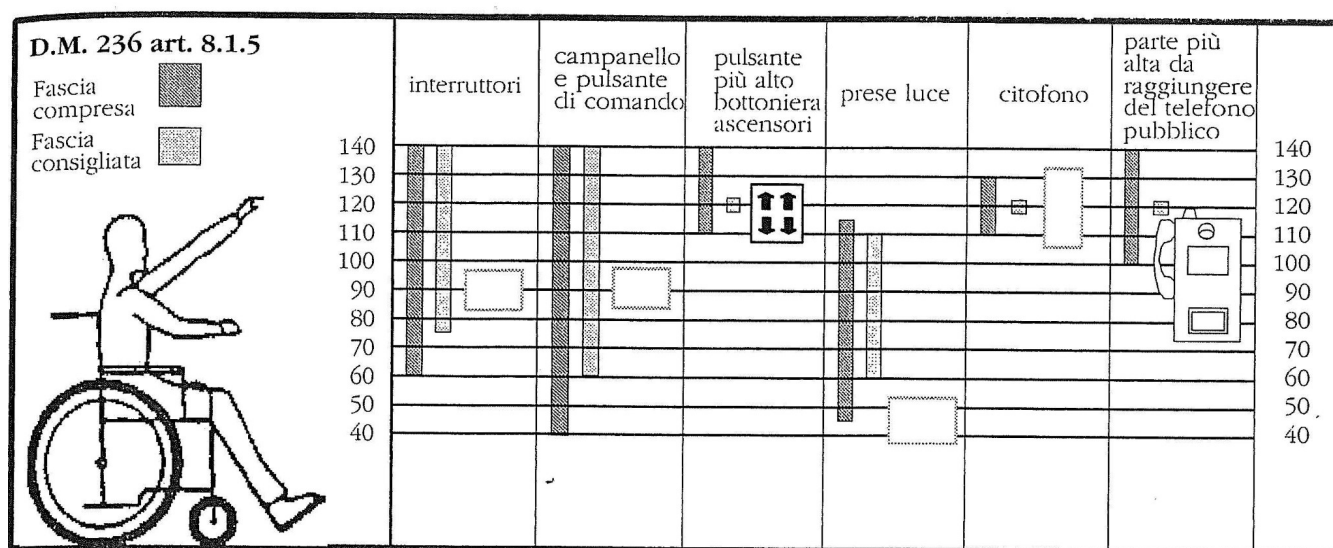 D.M. 236 art. 8.1.5
Fascia
compresa
Fascia
consigliata
interruttori
campanello
e pulsante
di comando
pulsante
più alto
bottoniera
ascensori
prese luce
citofono
parte più
alta da
raggiungere
del telefono
pubblico
140
130
120
110
100
90
80
70
60
50
40
140
130
120
110
100
90
80
70
60
50
40